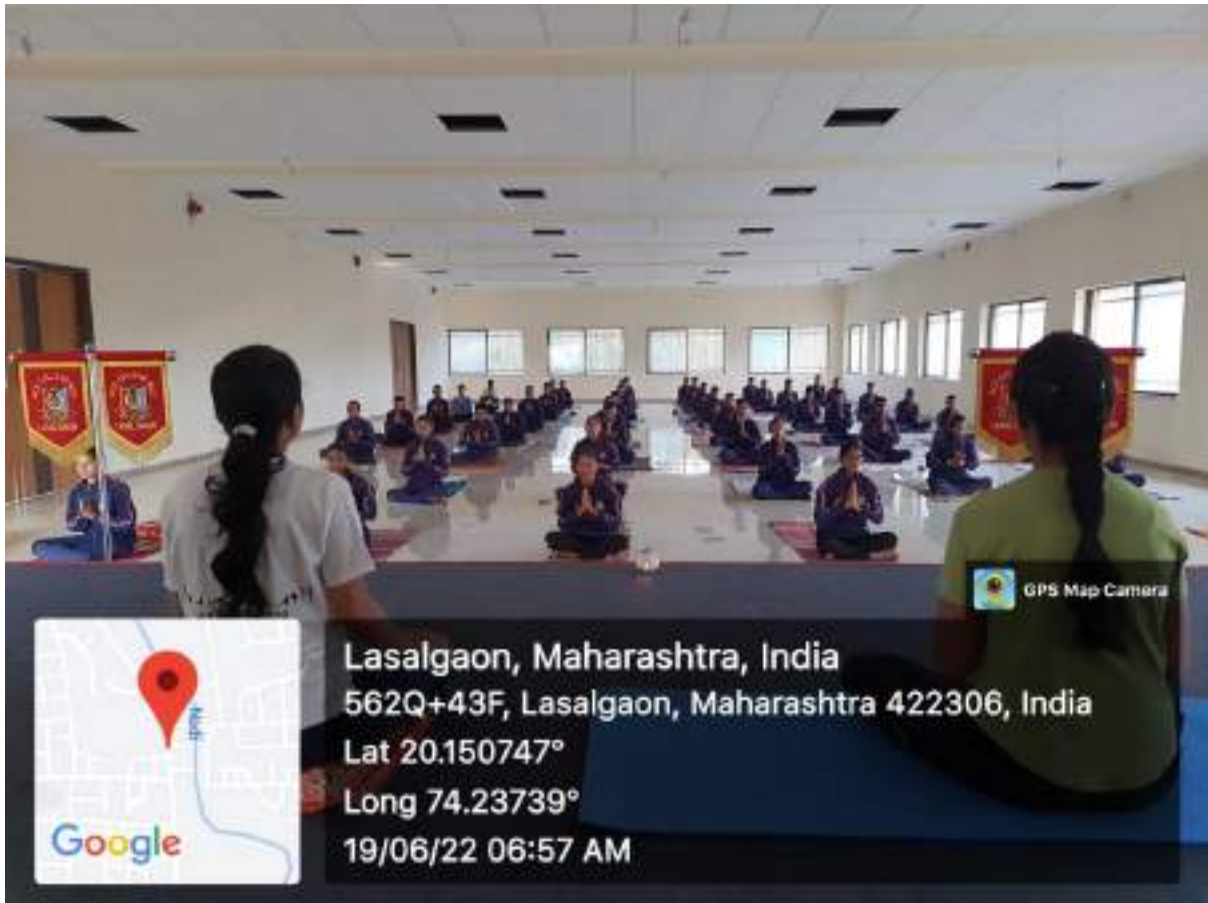 GPS Map Camera
Lasalgaon, Maharashtra, India
562Q+43F, Lasalgaon, Maharashtra 422306, India
Lat 20.150747°
Long 74.23739°
19/06/22 06:57 AM
Google